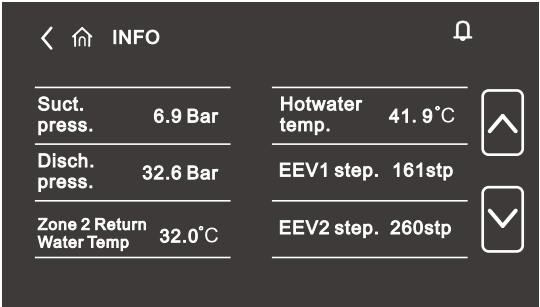 INFO
Suct.
press.
6.9 Bar
Disch.
press.
32.6 Bar
Zone 2 Return
Water Temp
32.0°C
Hotwater
temp.
41. 9°C
EEV1 step. 161stp
EEV2 step. 260stp